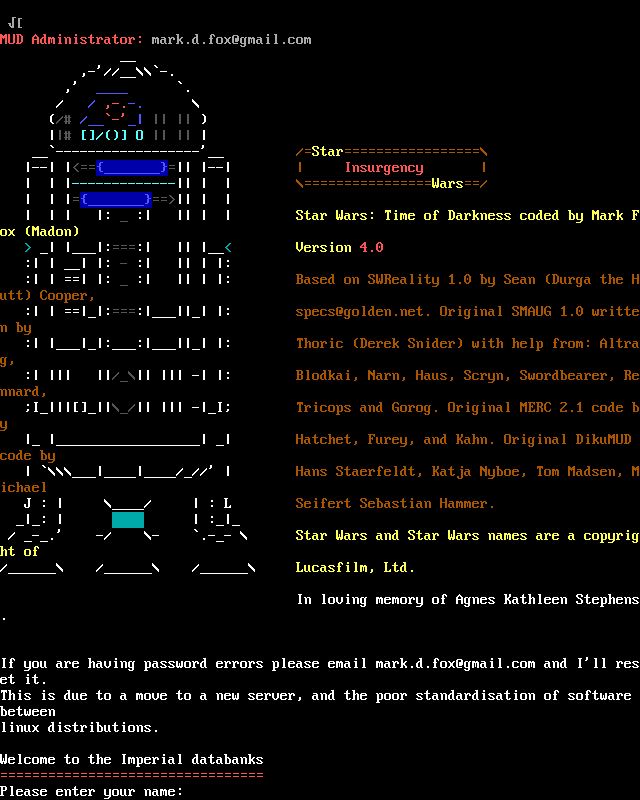 MUD Administrator: mark.d.fox@gmail.com
/=Star=================\
| Insurgency |
\================Wars==/
Star Wars: Time of Darkness coded by Mark F
ox (Madon)
Version 4.0
Based on SWReality 1.0 by Sean (Durga the H
utt) Cooper,
specs@golden.net. Original SMAUG 1.0 writte
n by
Thoric (Derek Snider) with help from: Altra
g,
Blodkai, Narn, Haus, Scryn, Swordbearer, Re
nnard,
Tricops and Gorog. Original MERC 2.1 code b
y
Hatchet, Furey, and Kahn. Original DikuMUD
code by
Hans Staerfeldt, Katja Nyboe, Tom Madsen, M
ichael
Seifert Sebastian Hammer.
Star Wars and Star Wars names are a copyrig
ht of
Lucasfilm, Ltd.
In loving memory of Agnes Kathleen Stephens
.
If you are having password errors please email mark.d.fox@gmail.com and I'll res
et it.
This is due to a move to a new server, and the poor standardisation of software
between
linux distributions.
Welcome to the Imperial databanks
=================================
Please enter your name: